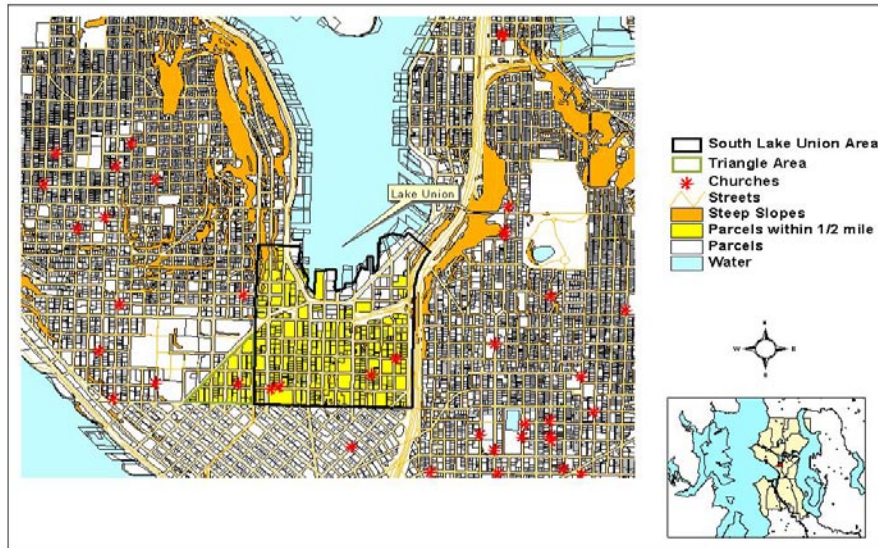 Lake Union
South Lake Union Area
Triangle Area
Churches
Streets
Steep Slopes
Parcels within 1/2 mile
Parcels
Water
W E